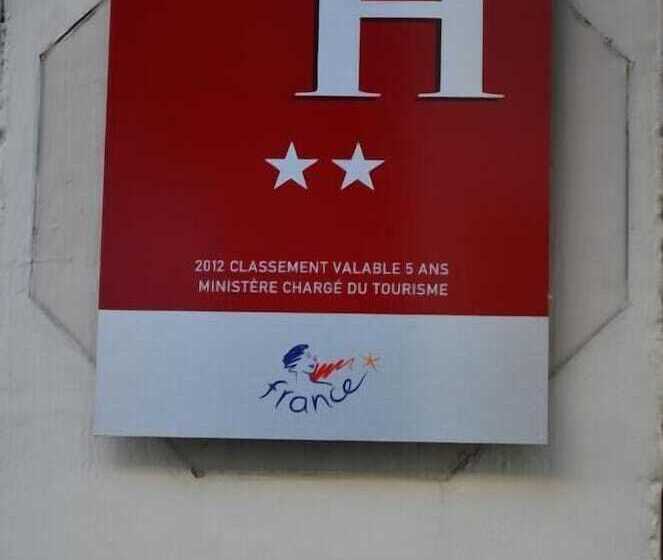 H
2012 CLASSEMENT VALABLE 5 ANS
MINISTÈRE CHARGÉ DU TOURISME
france